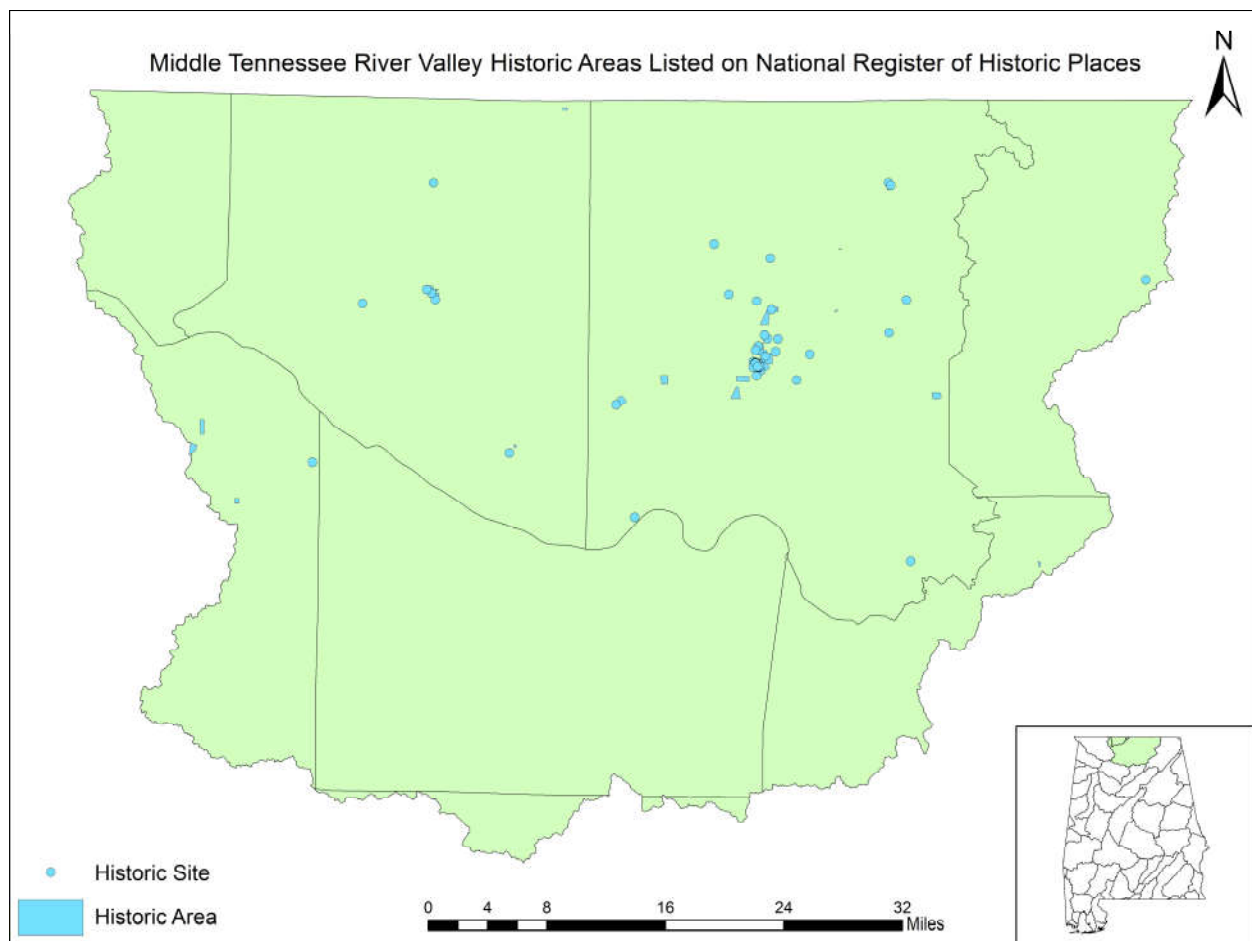 Middle Tennessee River Valley Historic Areas Listed on National Register of Historic Places
N
Historic Site
Historic Area
0 4 8 16 24 32
Miles